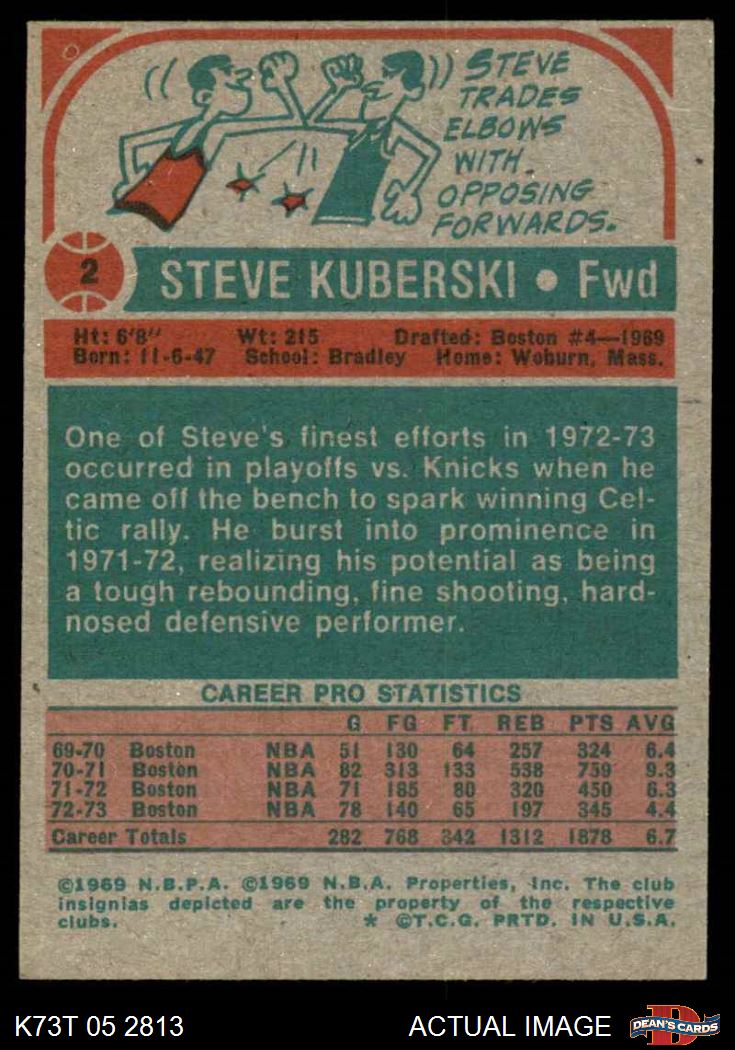 STEVE
TRADES
ELBOWS
WITH
OPPOSING
FORWARDS.
2
STEVE KUBERSKI • Fwd
Ht: 6'8" Wt: 215 Drafted: Boston #4—1969
Born: 11-6-47 School: Bradley Home: Woburn, Mass.
One of Steve's finest efforts in 1972-73
occurred in playoffs vs. Knicks when he
came off the bench to spark winning Cel-
tic rally. He burst into prominence in
1971-72, realizing his potential as being
a tough rebounding, fine shooting, hard-
nosed defensive performer.
CAREER PRO STATISTICS
G FG FT REB PTS AVG
69-70 Boston NBA 51 130 64 257 324 6.4
70-71 Boston NBA 82 313 133 538 759 9.3
71-72 Boston NBA 71 185 80 320 450 6.3
72-73 Boston NBA 78 140 65 197 345 4.4
Career Totals 282 768 342 1312 1878 6.7
©1969 N.B.P.A. ©1969 N.B.A. Properties, Inc. The club
insignias depicted are the property of the respective
clubs. * ©T.C.G. PRTD. IN U.S.A.
K73T 05 2813 ACTUAL IMAGE DEAN'S CARDS